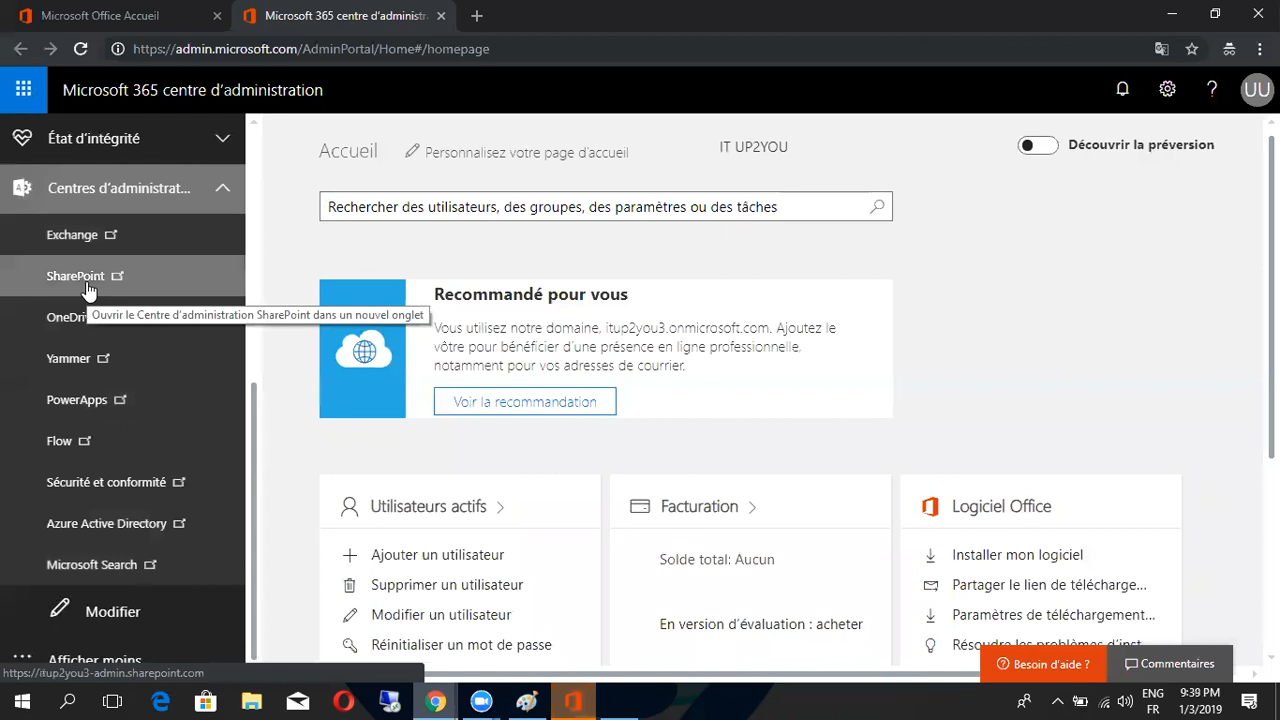 Microsoft Office Accueil
Microsoft 365 centre d'administr
https://admin.microsoft.com/AdminPortal/Home#/homepage
Microsoft 365 centre d'administration
UU
État d'intégrité
Centres d'administrat...
Exchange
SharePoint
Ouvrir le Centre d'administration SharePoint dans un nouvel onglet
OneDri
Yammer
PowerApps
Flow
Sécurité et conformité
Azure Active Directory
Microsoft Search
Modifier
Afficher moins
https://itup2you3-admin.sharepoint.com
Accueil
Personnalisez votre page d'accueil
IT UP2YOU
Découvrir la préversion
Rechercher des utilisateurs, des groupes, des paramètres ou des tâches
Recommandé pour vous
Vous utilisez notre domaine, itup2you3.onmicrosoft.com. Ajoutez le
vôtre pour bénéficier d'une présence en ligne professionnelle,
notamment pour vos adresses de courrier.
Voir la recommandation
Utilisateurs actifs
Ajouter un utilisateur
Supprimer un utilisateur
Modifier un utilisateur
Réinitialiser un mot de passe
Facturation
Solde total: Aucun
En version d'évaluation : acheter
Logiciel Office
Installer mon logiciel
Partager le lien de télécharge...
Paramètres de téléchargement...
Résoudre les problèmes d'inst
Besoin d'aide ?
Commentaires
ENG
FR
9:39 PM
1/3/2019